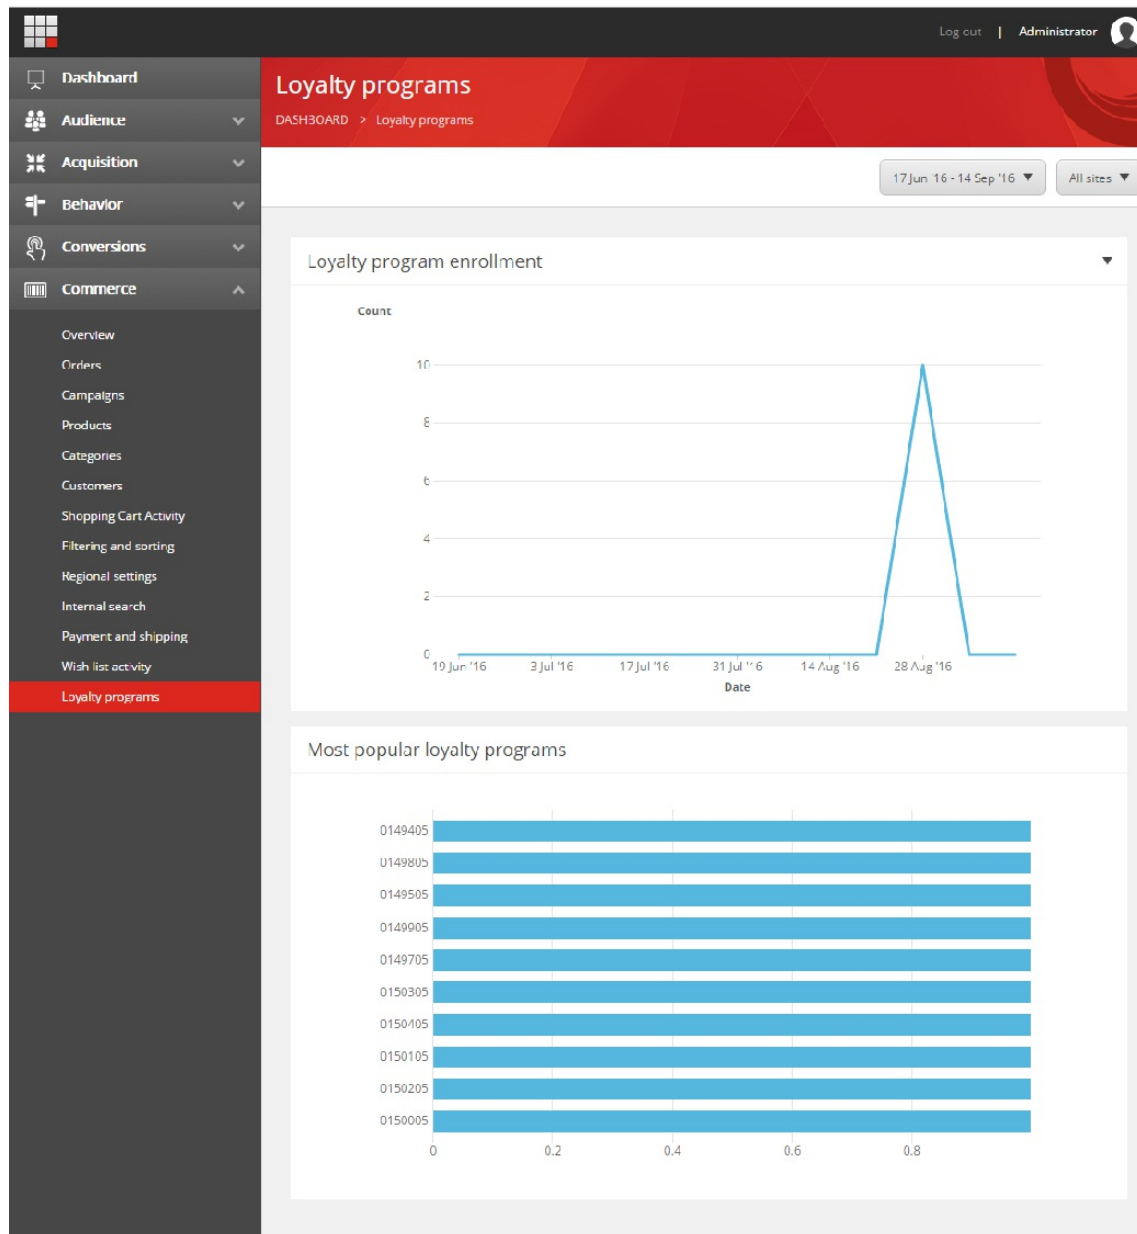 Log out | Administrator
Dashboard
Audience
Acquisition
Behavior
Conversions
Commerce
Overview
Orders
Campaigns
Products
Categories
Customers
Shopping Cart Activity
Filtering and sorting
Regional settings
Internal search
Payment and shipping
Wish list activity
Loyalty programs
Loyalty programs
DASHBOARD > Loyalty programs
17 Jun '16 - 14 Sep '16
All sites
Loyalty program enrollment
Count
10
8
6
4
2
0
19 Jun '16 3 Jul '16 17 Jul '16 31 Jul '16 14 Aug '16 28 Aug '16
Date
Most popular loyalty programs
0149405
0149805
0149505
0149905
0149705
0150305
0150405
0150105
0150205
0150005
0 0.2 0.4 0.6 0.8